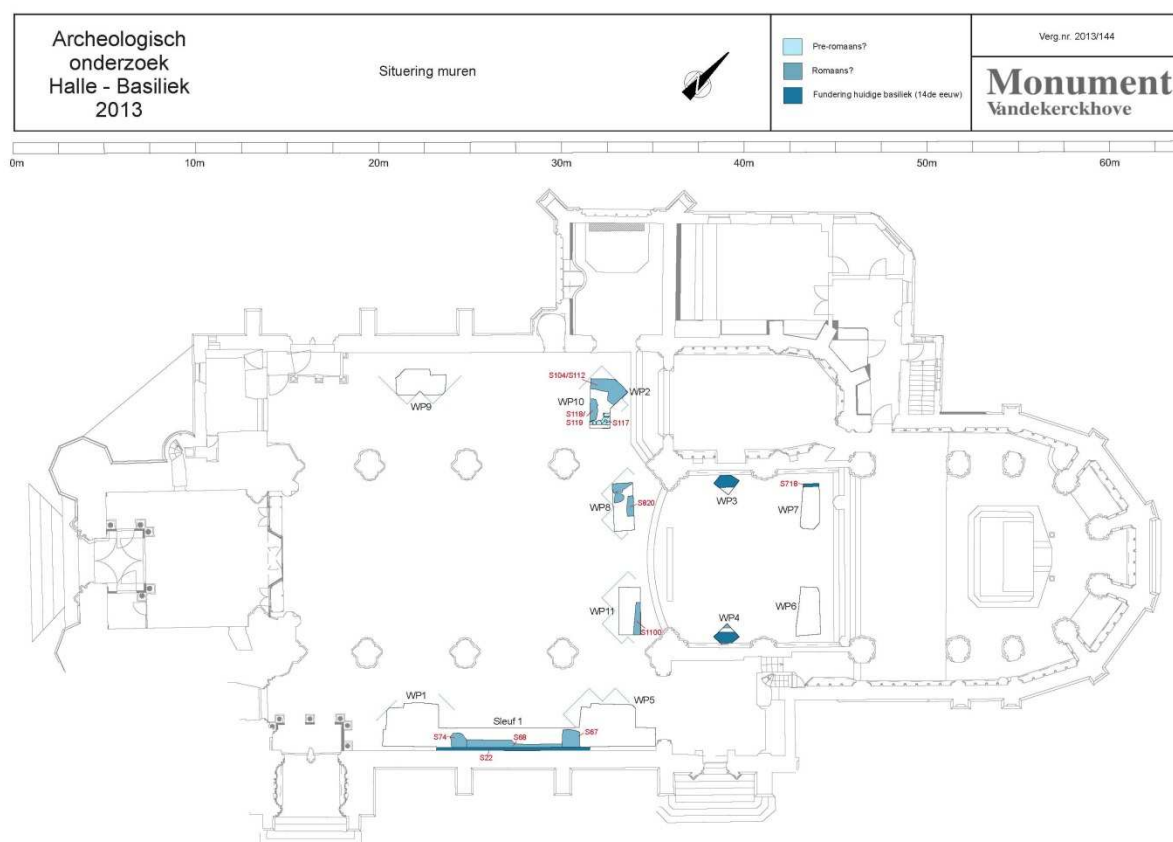 Archeologisch
onderzoek
Halle - Basiliek
2013
Situering muren
Pre-romaans?
Romaans?
Fundering huidige basiliek (14de eeuw)
Verg.nr. 2013/144
Monument
Vandekerckhove
0m 10m 20m 30m 40m 50m 60m
S104/S112
WP9
WP10
WP2
S118/
S119
S117
WP8
S820
WP3
S718
WP7
WP11
S1100
WP4
WP6
WP1
WP5
Sleuf 1
S74
S68
S67
S22